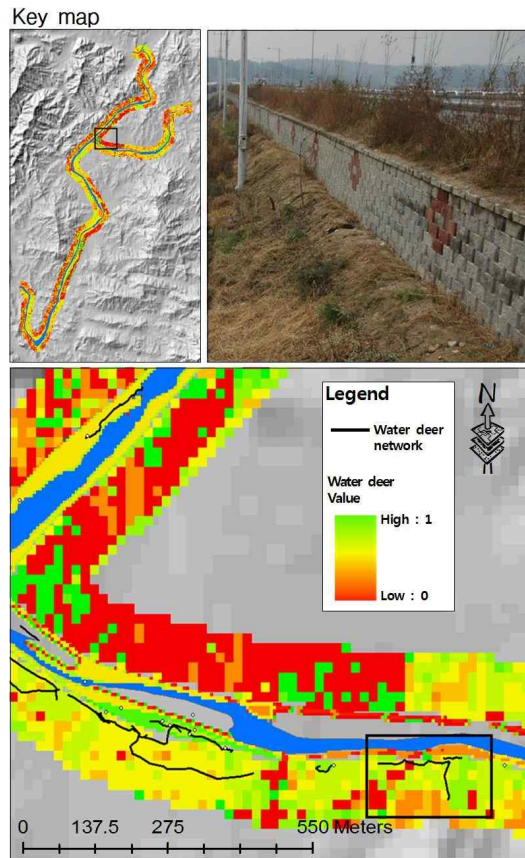 Key map
Legend
Water deer
network
Water deer
Value
High : 1
Low : 0
N
0 137.5 275 550 Meters